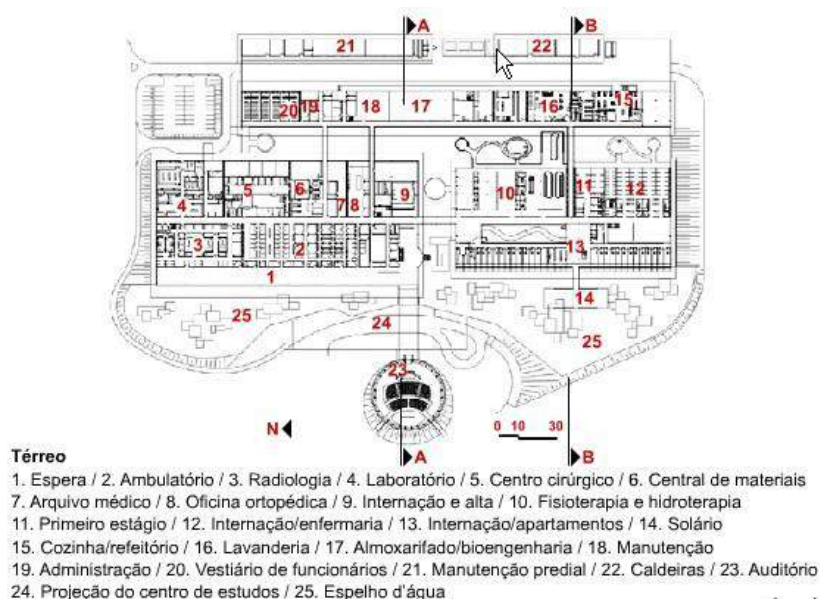 A B
21 22
20 19 18 17 16 15
4 5 6 7 8 9 10 11 12
3 2 13
1
14
25 24 25
23
N
0 10 30
A B
Térreo
1. Espera / 2. Ambulatório / 3. Radiologia / 4. Laboratório / 5. Centro cirúrgico / 6. Central de materiais
7. Arquivo médico / 8. Oficina ortopédica / 9. Internação e alta / 10. Fisioterapia e hidroterapia
11. Primeiro estágio / 12. Internação/enfermaria / 13. Internação/apartamentos / 14. Solário
15. Cozinha/refeitório / 16. Lavanderia / 17. Almoxarifado/bioengenharia / 18. Manutenção
19. Administração / 20. Vestiário de funcionários / 21. Manutenção predial / 22. Caldeiras / 23. Auditório
24. Projeção do centro de estudos / 25. Espelho d'água